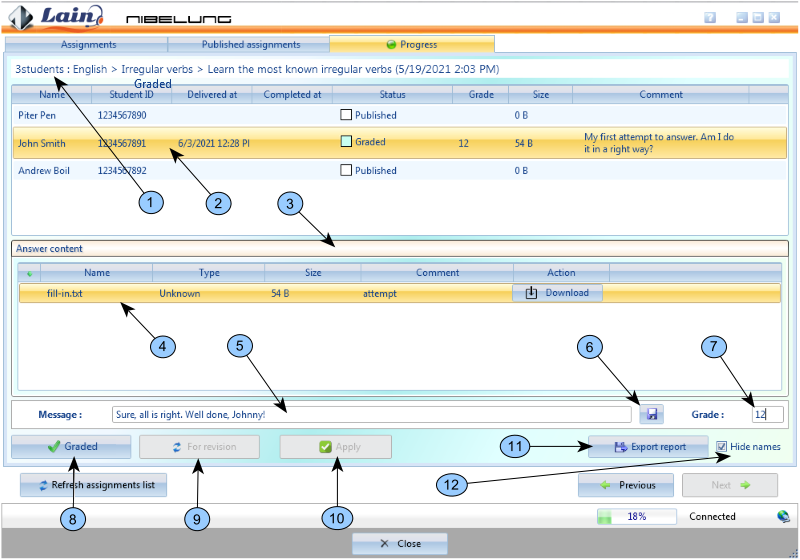 Lain NIBELUNG
Assignments Published assignments Progress
3students : English > Irregular verbs > Learn the most known irregular verbs (5/19/2021 2:03 PM)
Graded
Name Student ID Delivered at Completed at Status Grade Size Comment
Piter Pen 1234567890 Published 0 B
John Smith 1234567891 6/3/2021 12:28 PI Graded 12 54 B My first attempt to answer. Am I do
it in a right way?
Andrew Boil 1234567892 Published 0 B
1 2 3
Answer content
Name Type Size Comment Action
fill-in.txt Unknown 54 B attempt Download
4 5 6 7
Message : Sure, all is right. Well done, Johnny! Grade : 12
Graded For revision Apply 11 Export report Hide names
12
Refresh assignments list Previous Next
8 9 10
18% Connected
Close